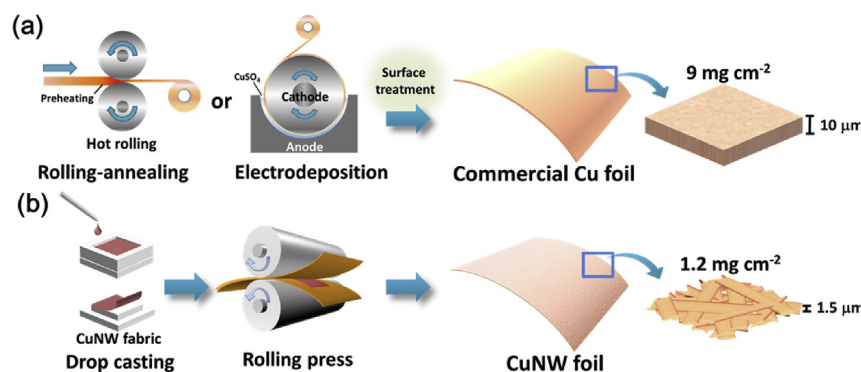 (a)
Preheating
Hot rolling
Rolling-annealing
or
CuSO₄
Cathode
Anode
Electrodeposition
Surface
treatment
Commercial Cu foil
9 mg cm⁻²
10 μm
(b)
CuNW fabric
Drop casting
Rolling press
CuNW foil
1.2 mg cm⁻²
1.5 μm